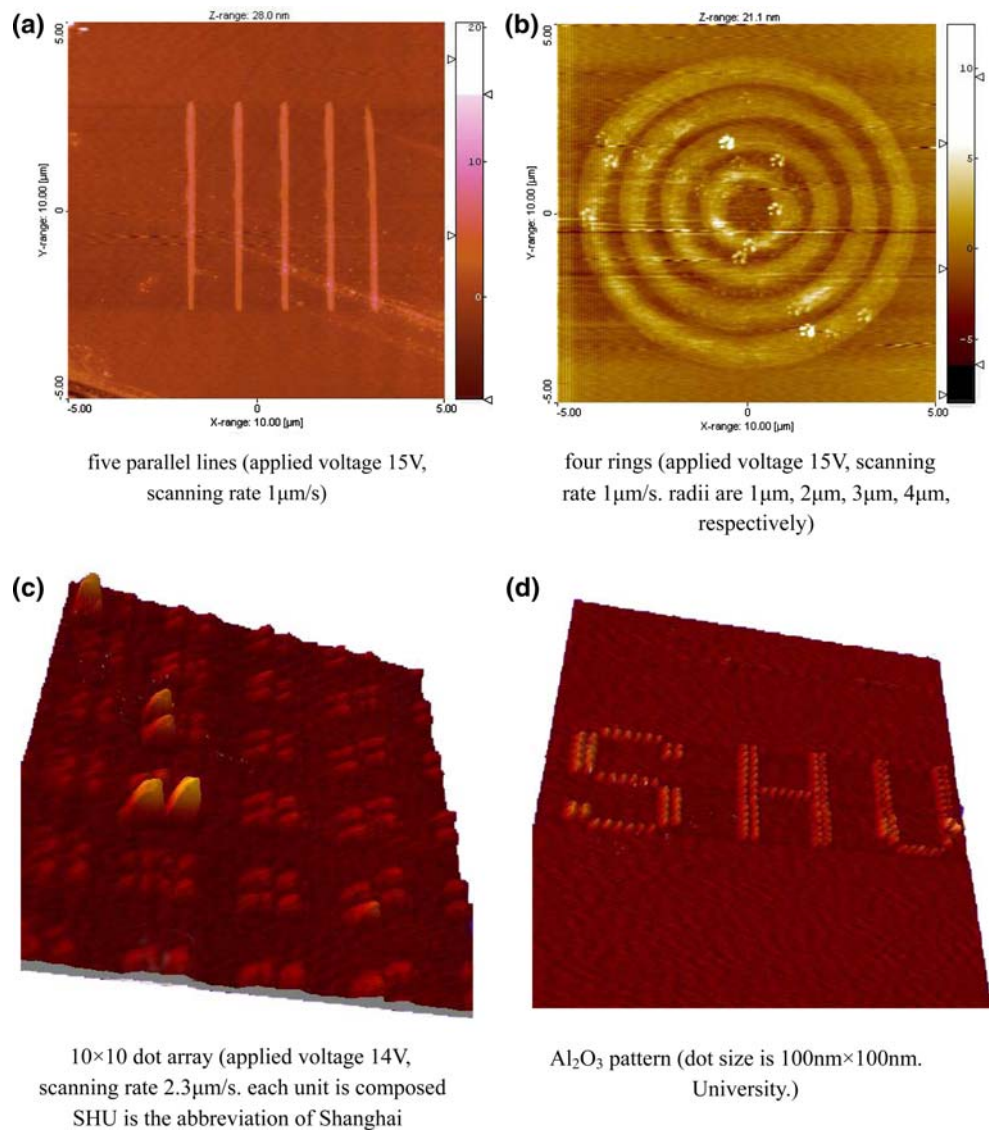 (a)
Z-range: 28.0 nm
5.00
Y-range: 10.00 [µm]
0
-5.00
-5.00
0
5.00
X-range: 10.00 [µm]
20
10
0
five parallel lines (applied voltage 15V,
scanning rate 1µm/s)
(b)
Z-range: 21.1 nm
5.00
Y-range: 10.00 [µm]
0
-5.00
-5.00
0
5.00
X-range: 10.00 [µm]
10
5
0
-5
four rings (applied voltage 15V, scanning
rate 1µm/s. radii are 1µm, 2µm, 3µm, 4µm,
respectively)
(c)
10×10 dot array (applied voltage 14V,
scanning rate 2.3µm/s. each unit is composed
SHU is the abbreviation of Shanghai
(d)
SHU
Al₂O₃ pattern (dot size is 100nm×100nm.
University.)